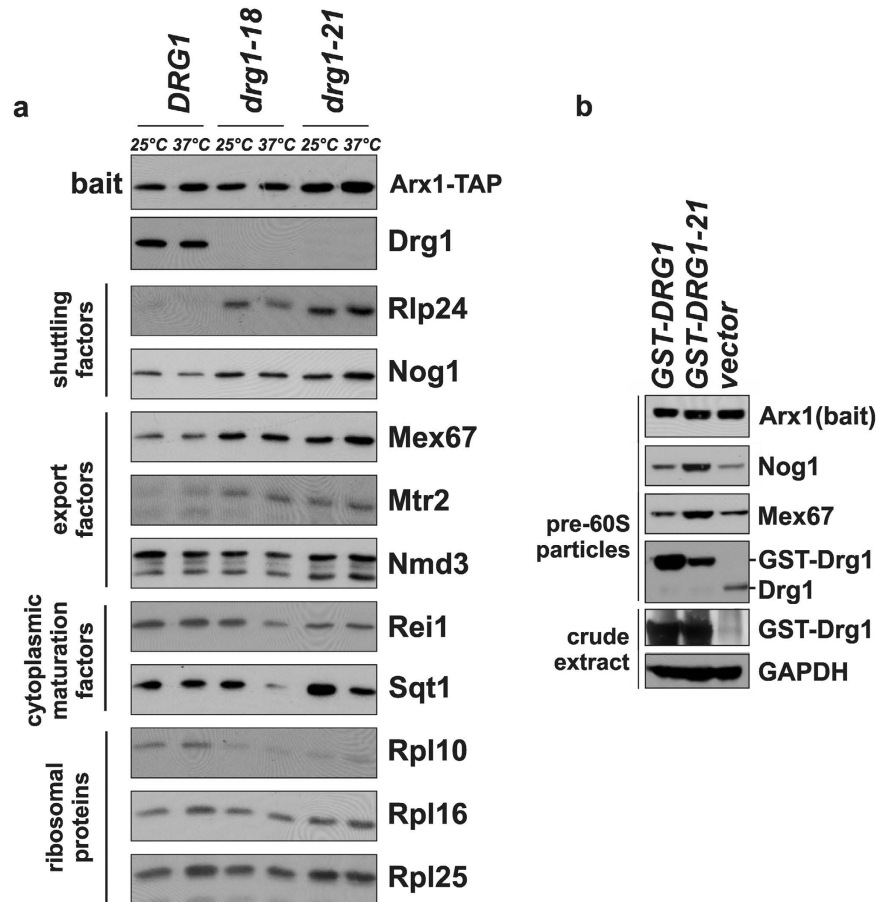 a
DRG1
drg1-18
drg1-21
25°C 37°C 25°C 37°C 25°C 37°C
bait
Arx1-TAP
Drg1
shuttling
factors
Rlp24
Nog1
export
factors
Mex67
Mtr2
Nmd3
cytoplasmic
maturation
factors
Rei1
Sqt1
ribosomal
proteins
Rpl10
Rpl16
Rpl25
b
GST-DRG1
GST-DRG1-21
vector
pre-60S
particles
Arx1(bait)
Nog1
Mex67
GST-Drg1
Drg1
crude
extract
GST-Drg1
GAPDH